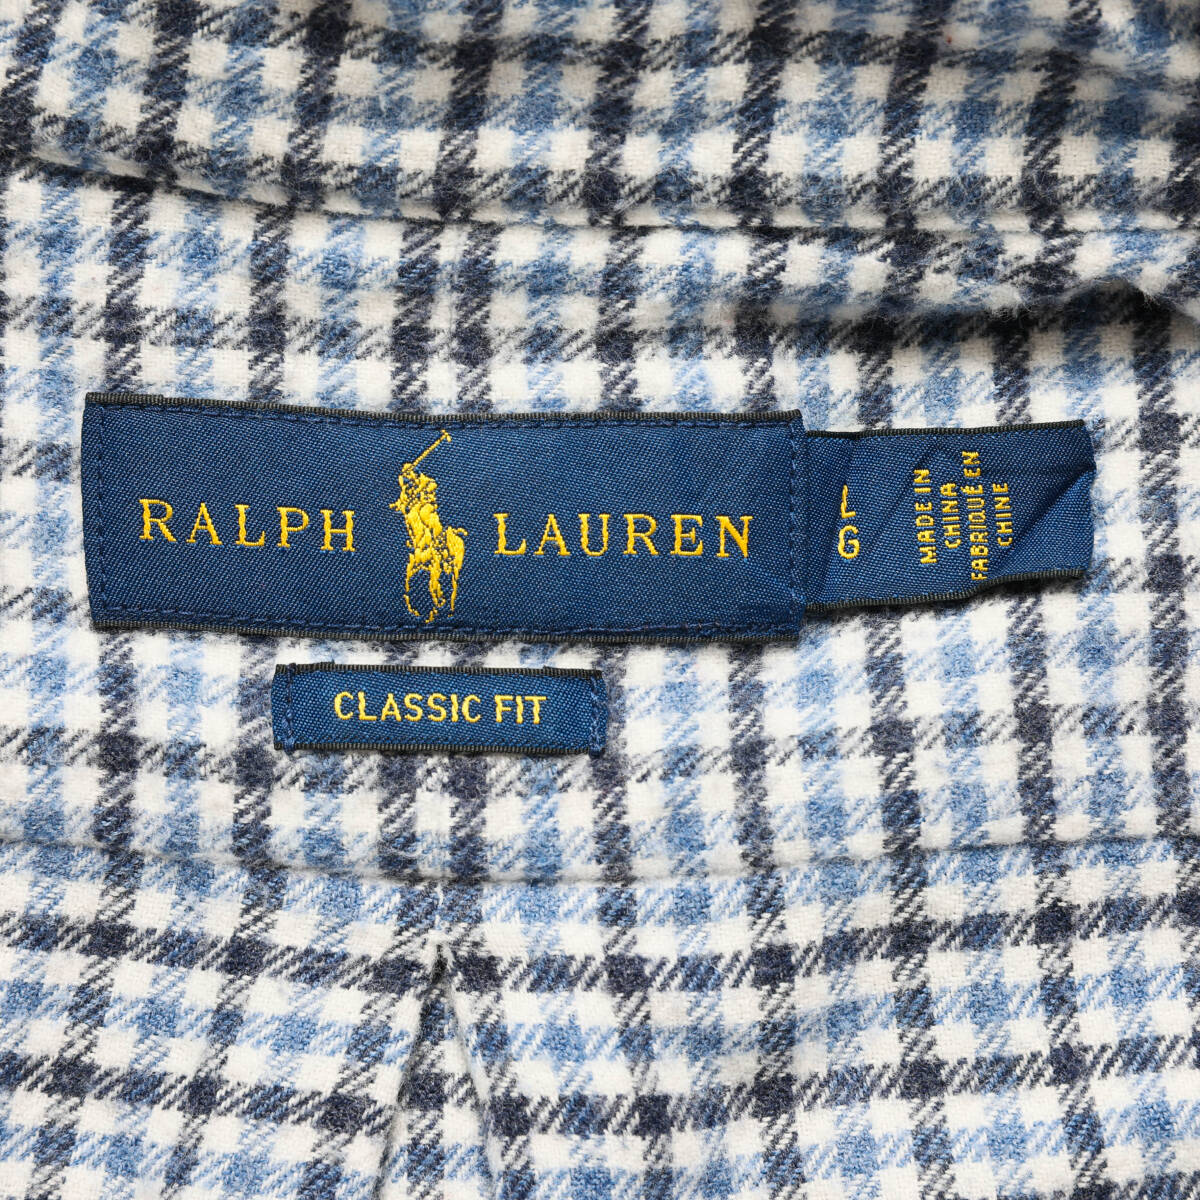 RALPH LAUREN
L
G
MADE IN
CHINA
FABRIQUÉ EN
CHINE
CLASSIC FIT